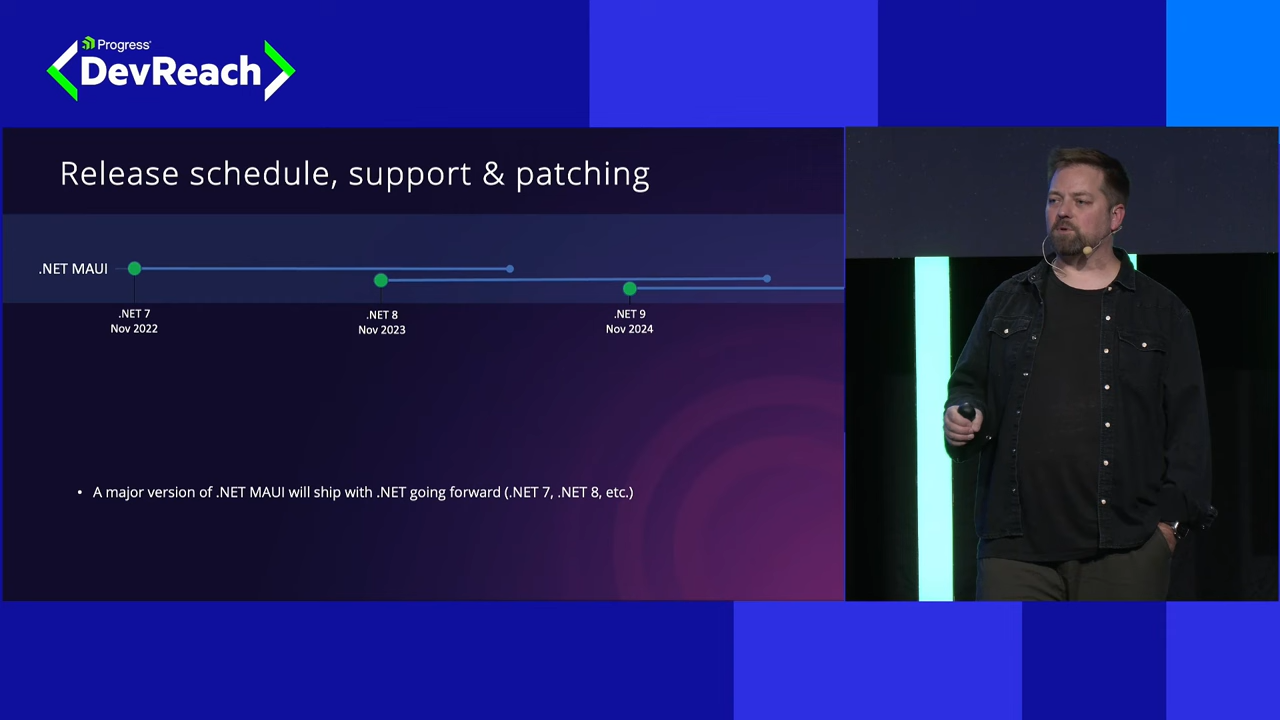 Progress
DevReach
Release schedule, support & patching
.NET MAUI
.NET 7
Nov 2022
.NET 8
Nov 2023
.NET 9
Nov 2024
• A major version of .NET MAUI will ship with .NET going forward (.NET 7, .NET 8, etc.)